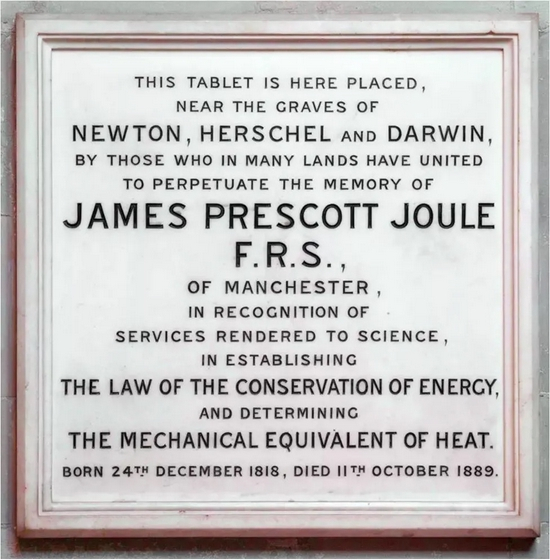 THIS TABLET IS HERE PLACED,
NEAR THE GRAVES OF
NEWTON, HERSCHEL AND DARWIN,
BY THOSE WHO IN MANY LANDS HAVE UNITED
TO PERPETUATE THE MEMORY OF
JAMES PRESCOTT JOULE
F.R.S.,
OF MANCHESTER,
IN RECOGNITION OF
SERVICES RENDERED TO SCIENCE,
IN ESTABLISHING
THE LAW OF THE CONSERVATION OF ENERGY,
AND DETERMINING
THE MECHANICAL EQUIVALENT OF HEAT.
BORN 24TH DECEMBER 1818, DIED 11TH OCTOBER 1889.